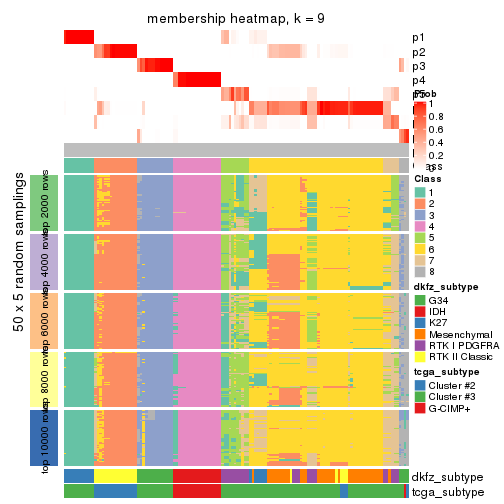 membership heatmap, k = 9
p1
p2
p3
p4
Prob
1
0.8
0.6
0.4
0.2
0
Class
Class
1
2
3
4
5
6
7
8
50 x 5 random samplings
top 2000 rows
top 4000 rows
top 6000 rows
top 8000 rows
top 10000 rows
dkfz_subtype
G34
IDH
K27
Mesenchymal
RTK I PDGFRA
RTK II Classic
tcga_subtype
Cluster #2
Cluster #3
G-CIMP+
dkfz_subtype
tcga_subtype